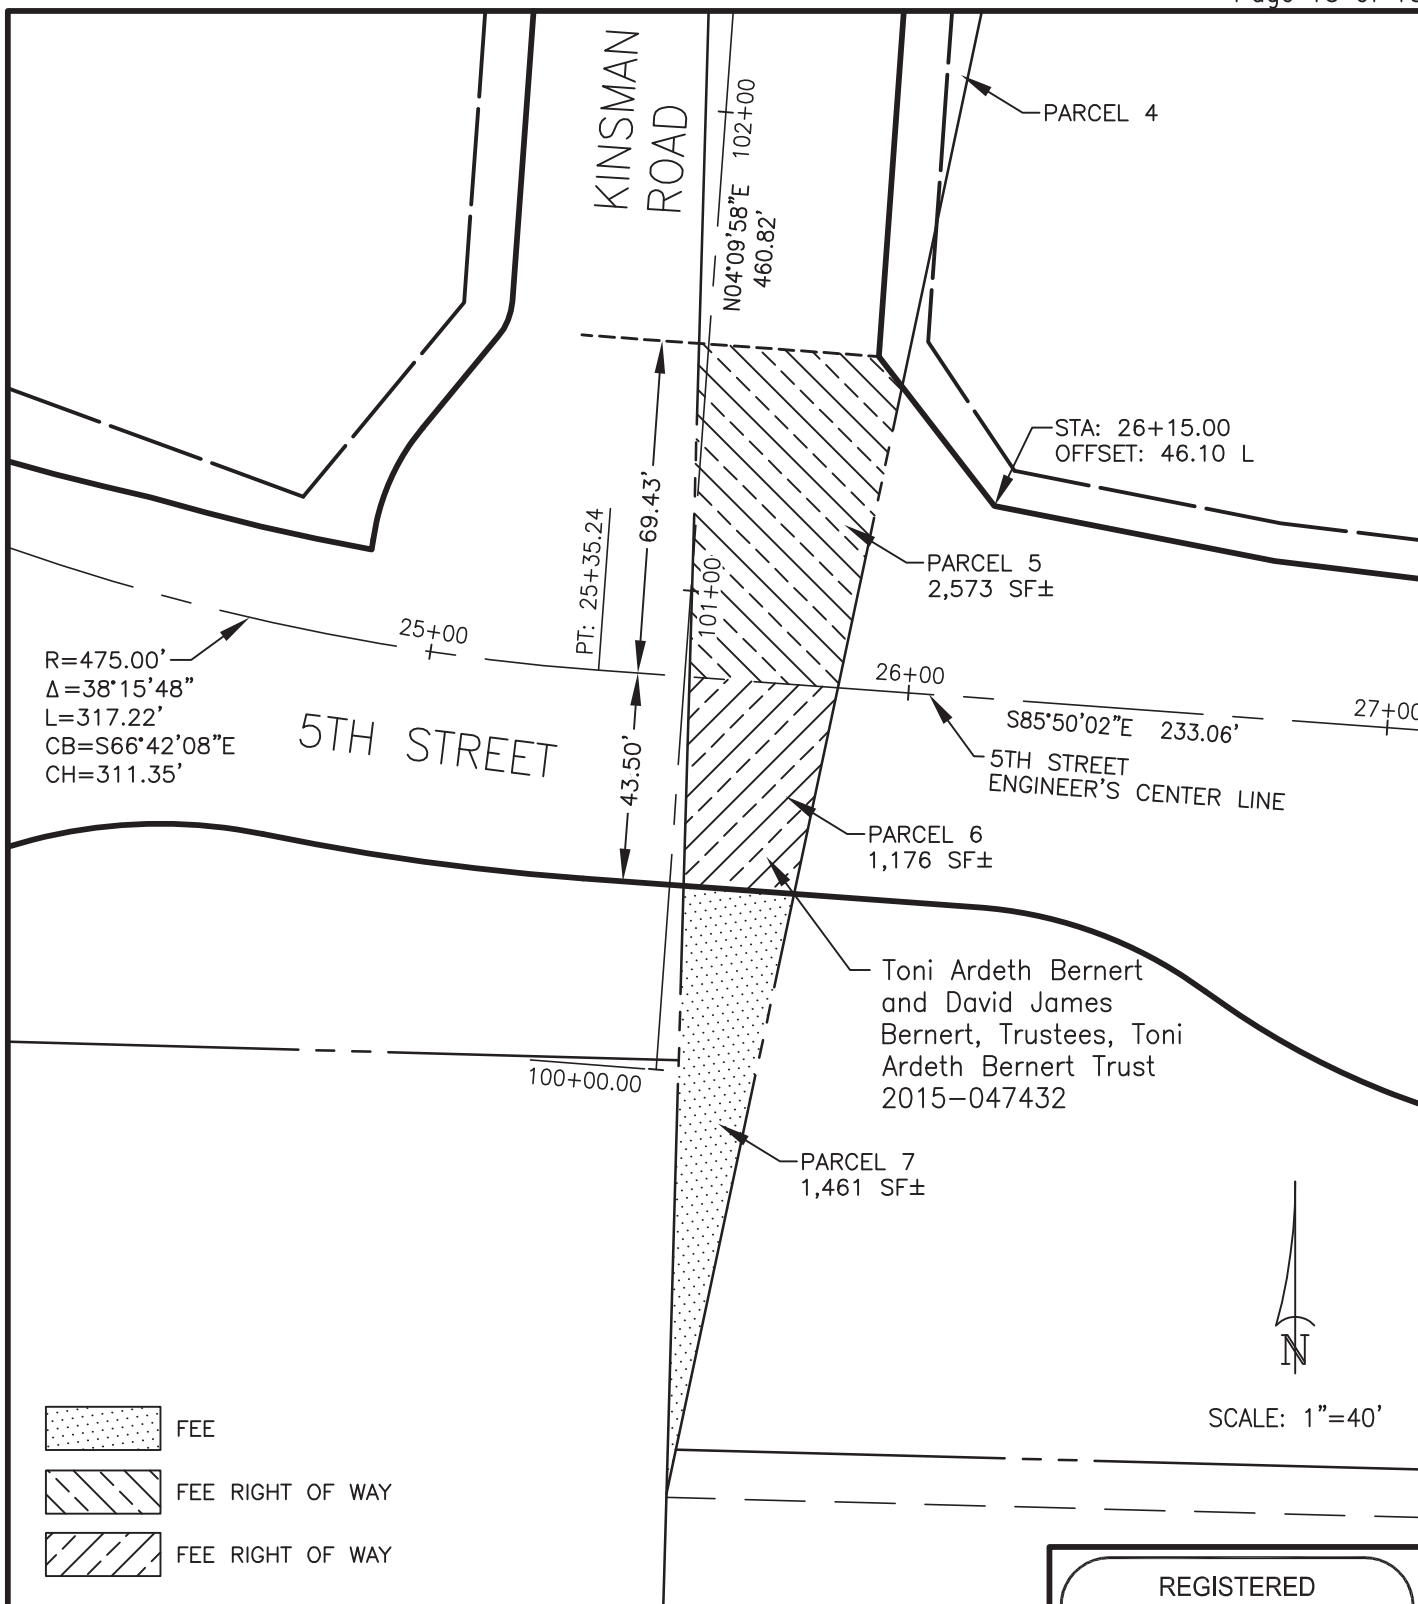 KINSMAN
ROAD
102+00
N04°09'58"E
460.82'
PARCEL 4
STA: 26+15.00
OFFSET: 46.10 L
69.43'
PT: 25+35.24
101+00
PARCEL 5
2,573 SF±
25+00
26+00
27+00
R=475.00'
Δ=38°15'48"
L=317.22'
CB=S66°42'08"E
CH=311.35'
5TH STREET
43.50'
S85°50'02"E 233.06'
5TH STREET
ENGINEER'S CENTER LINE
PARCEL 6
1,176 SF±
Toni Ardeth Bernert
and David James
Bernert, Trustees, Toni
Ardeth Bernert Trust
2015-047432
100+00.00
PARCEL 7
1,461 SF±
N
SCALE: 1"=40'
FEE
FEE RIGHT OF WAY
FEE RIGHT OF WAY
REGISTERED